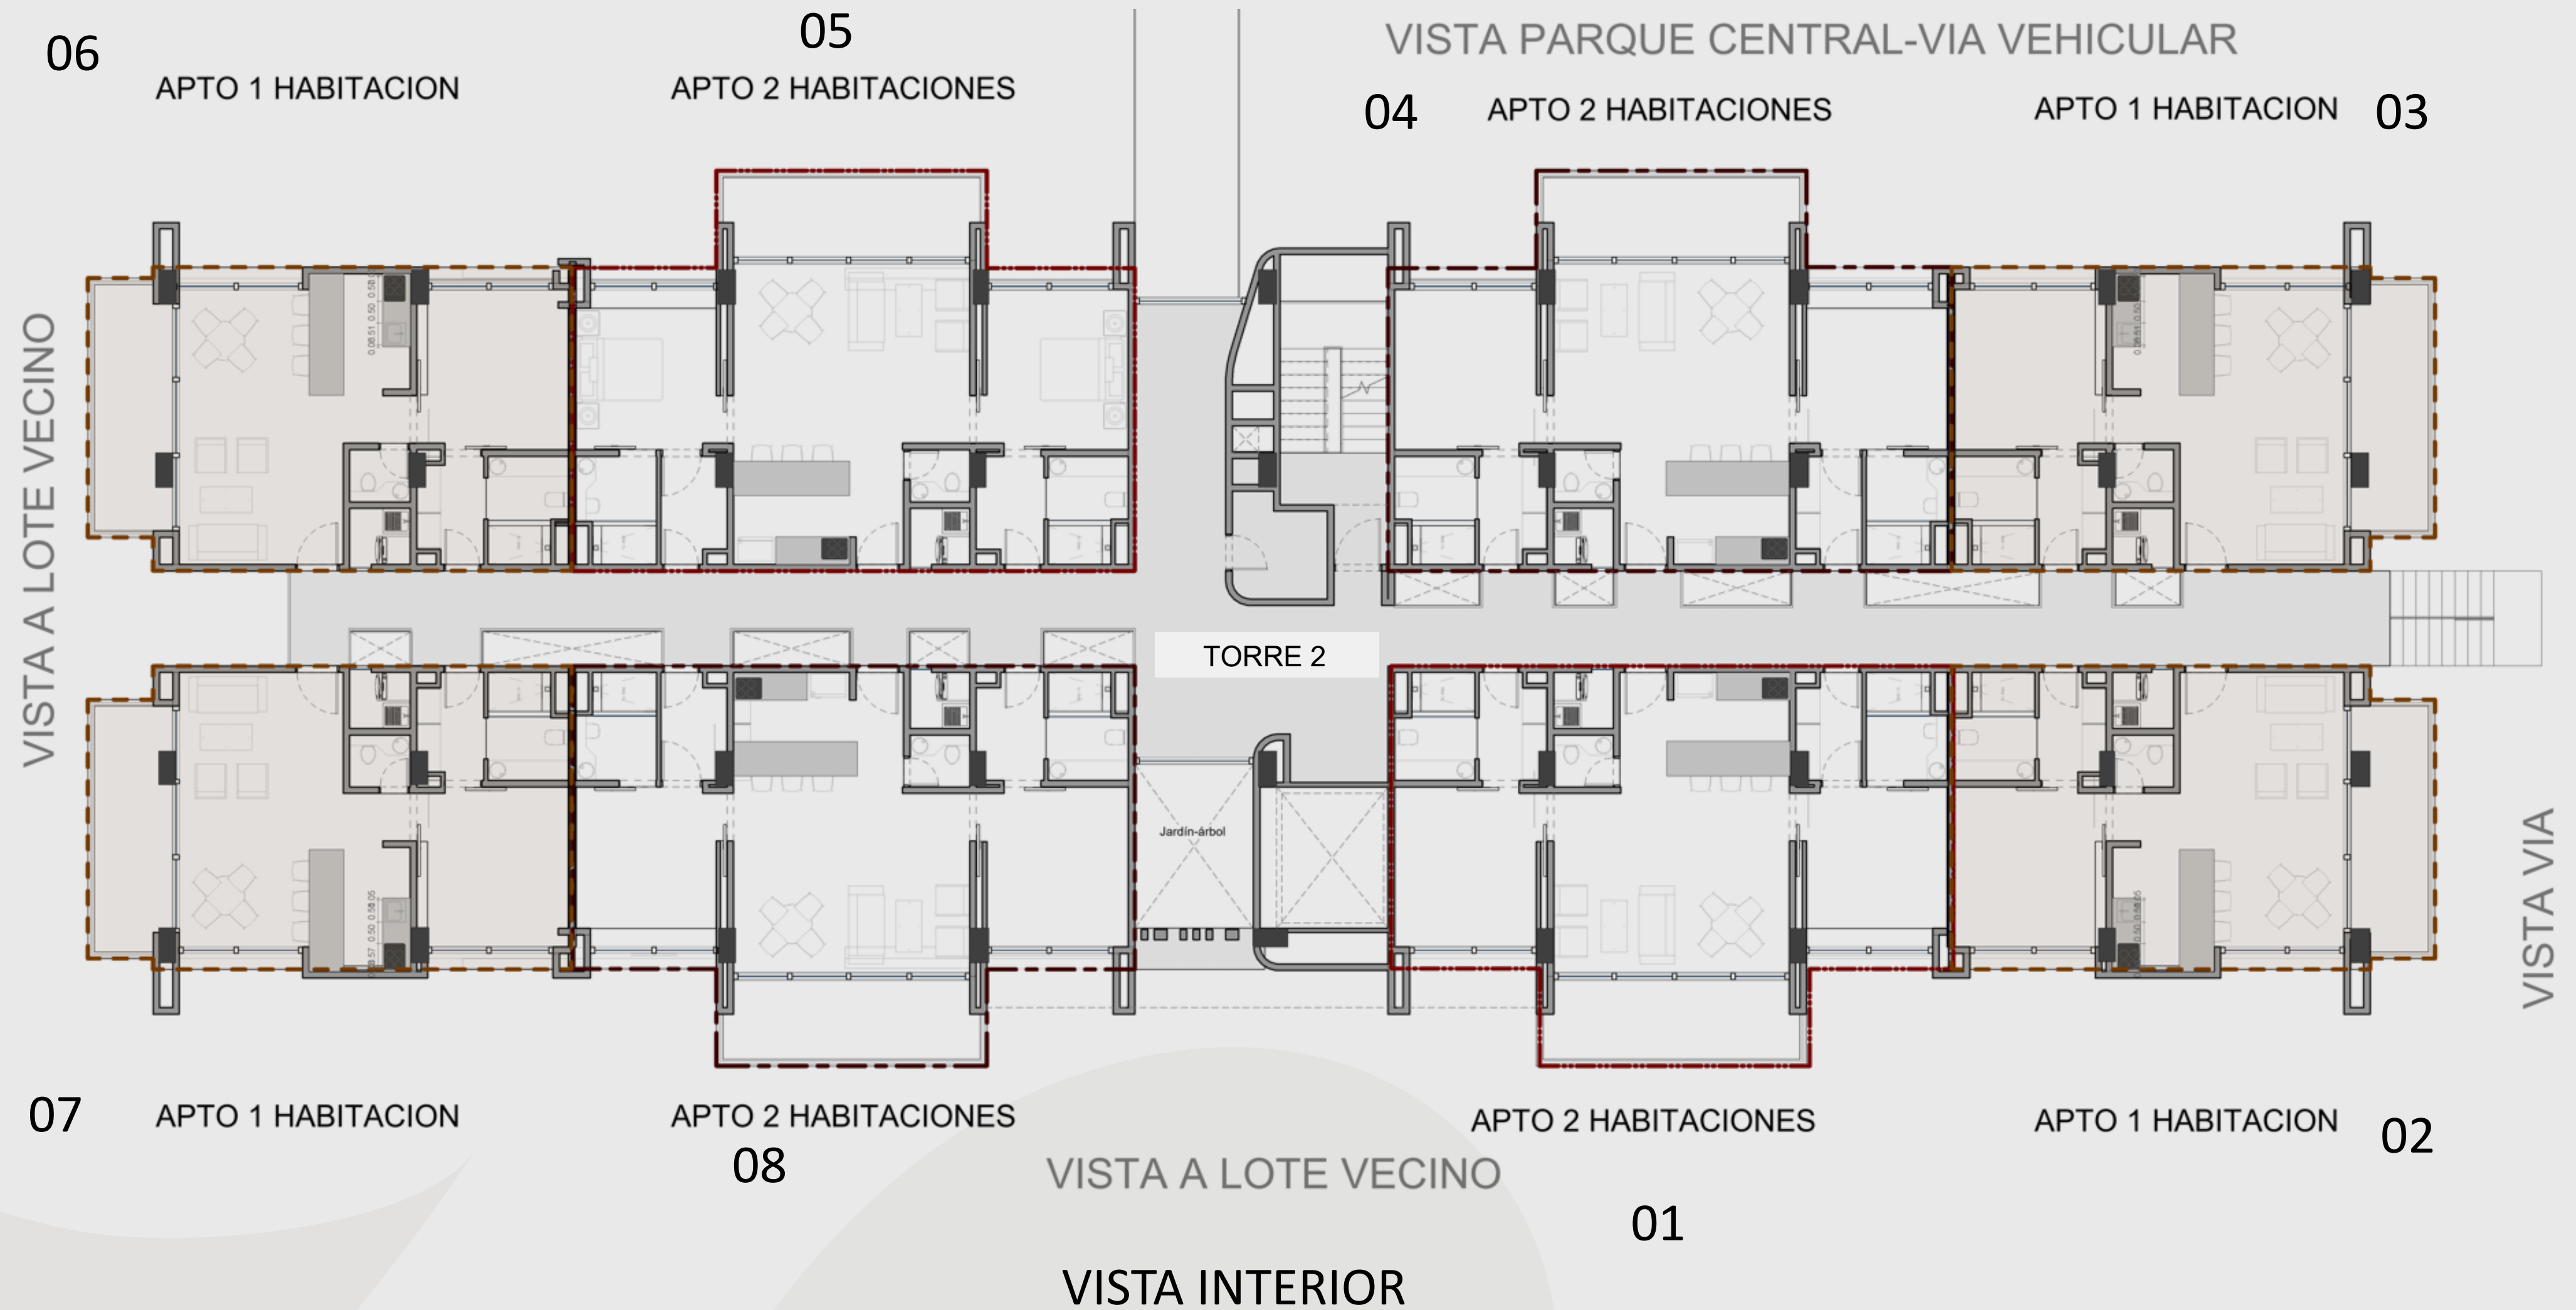 05
VISTA PARQUE CENTRAL-VIA VEHICULAR
06
APTO 1 HABITACION
APTO 2 HABITACIONES
04
APTO 2 HABITACIONES
APTO 1 HABITACION
03
VISTA A LOTE VECINO
TORRE 2
Jardín-árbol
VISTA VIA
07
APTO 1 HABITACION
APTO 2 HABITACIONES
APTO 2 HABITACIONES
APTO 1 HABITACION
02
08
VISTA A LOTE VECINO
01
VISTA INTERIOR